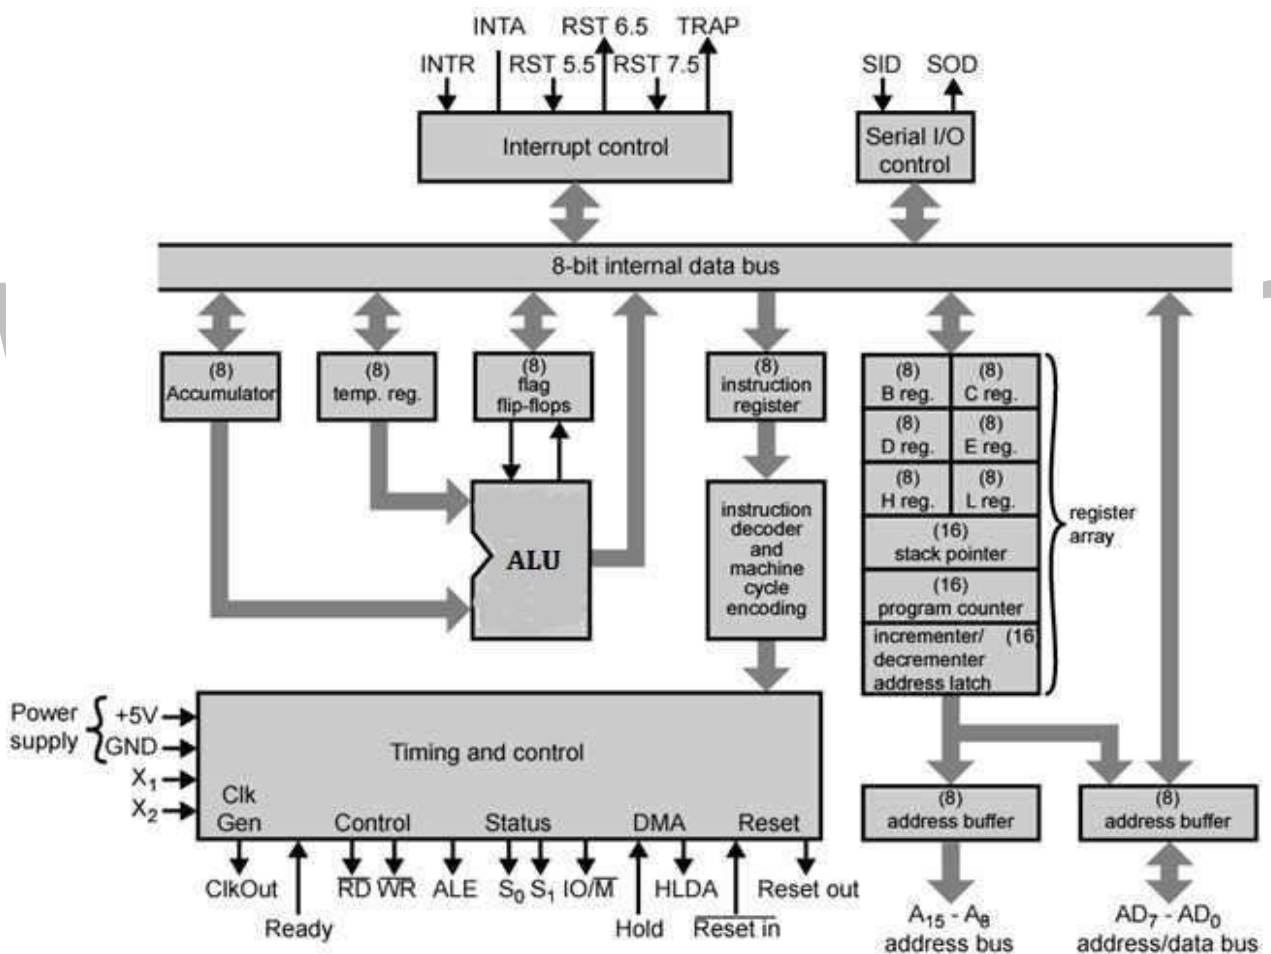 INTA RST 6.5 TRAP
INTR RST 5.5 RST 7.5
SID SOD
Interrupt control
Serial I/O
control
8-bit internal data bus
(8)
Accumulator
(8)
temp. reg.
(8)
flag
flip-flops
(8)
instruction
register
(8)
B reg.
(8)
C reg.
(8)
D reg.
(8)
E reg.
(8)
H reg.
(8)
L reg.
(16)
stack pointer
(16)
program counter
incrementer/ (16)
decrementer
address latch
register
array
ALU
instruction
decoder
and
machine
cycle
encoding
Power
supply
+5V
GND
X1
X2
Timing and control
Clk
Gen
Control
Status
DMA
Reset
ClkOut
Ready
R̅D̅ W̅R̅
ALE
S0 S1 IO/M̅
Hold
HLDA
R̅e̅s̅e̅t̅ i̅n̅
Reset out
(8)
address buffer
(8)
address buffer
A15 - A8
address bus
AD7 - AD0
address/data bus